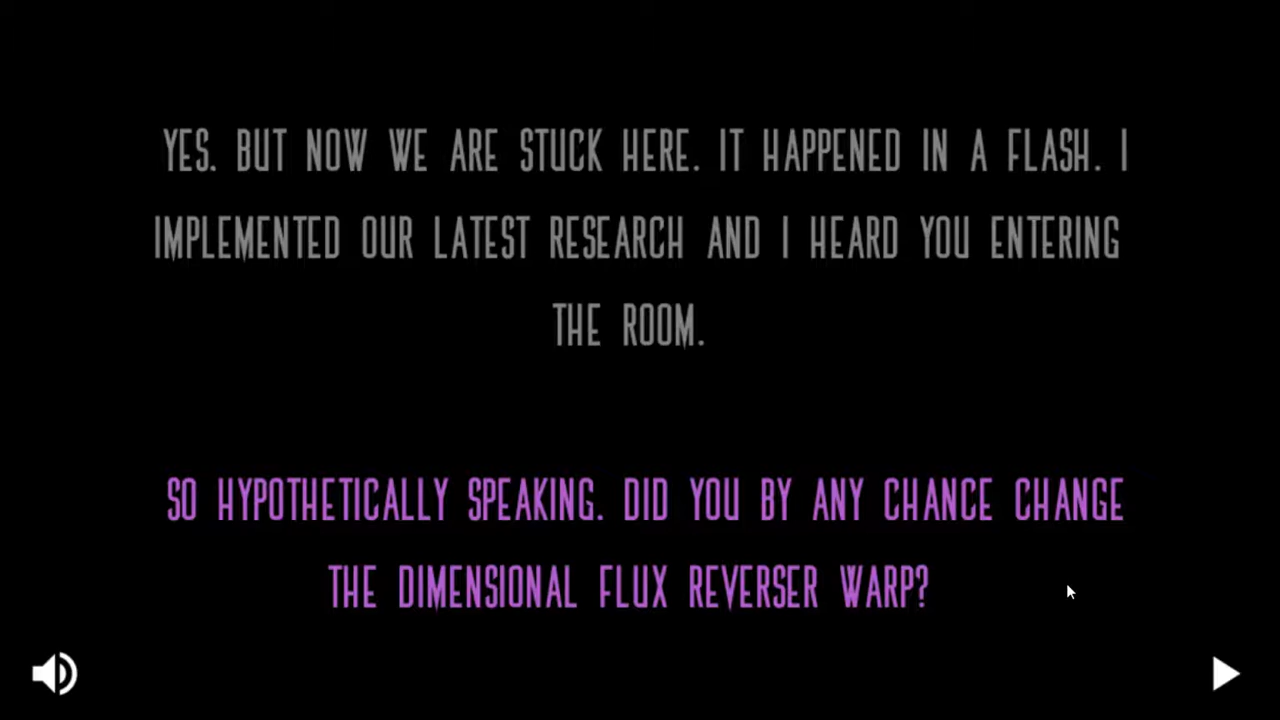 YES. BUT NOW WE ARE STUCK HERE. IT HAPPENED IN A FLASH. I
IMPLEMENTED OUR LATEST RESEARCH AND I HEARD YOU ENTERING
THE ROOM.
SO HYPOTHETICALLY SPEAKING. DID YOU BY ANY CHANCE CHANGE
THE DIMENSIONAL FLUX REVERSER WARP?